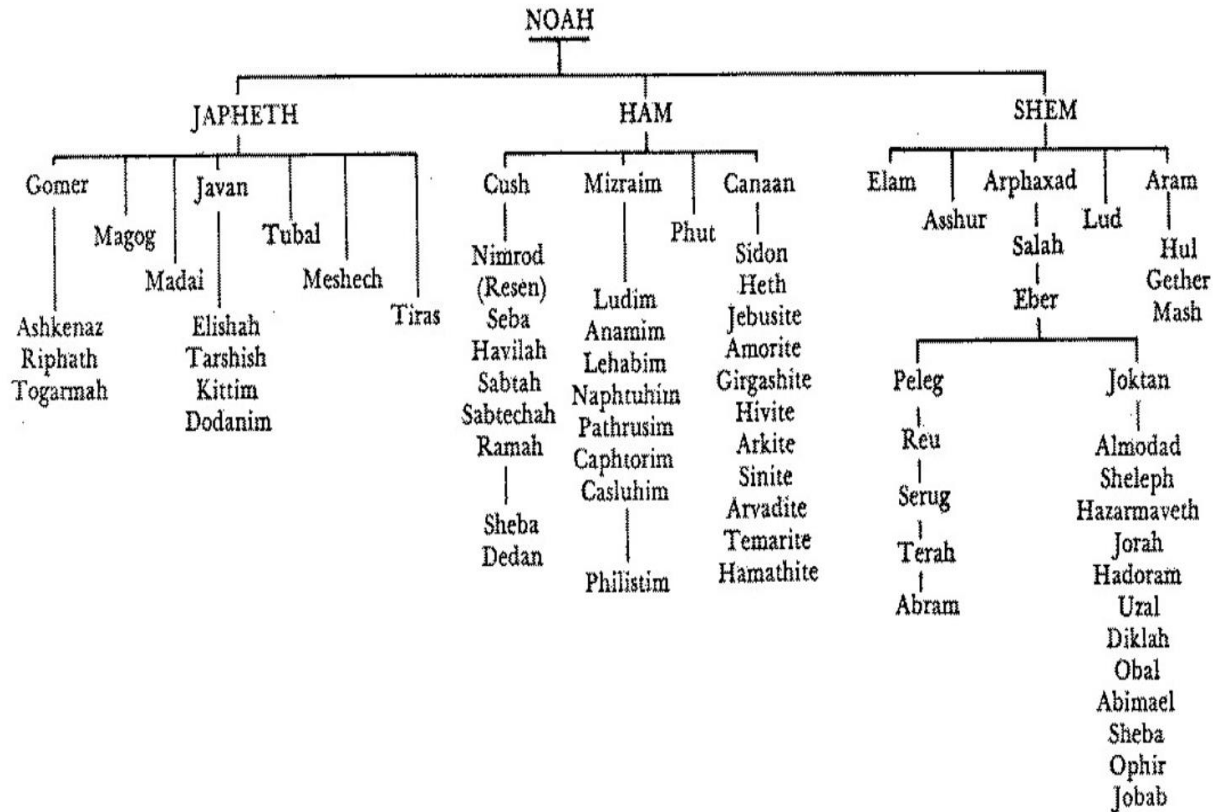 NOAH
JAPHETH HAM SHEM
Gomer Javan Cush Mizraim Canaan Elam Arphaxad Aram
Magog Tubal Phut Asshur Lud
Madai Meshech
Tiras
Ashkenaz
Riphath
Togarmah
Elishah
Tarshish
Kittim
Dodanim
Nimrod
(Resen)
Seba
Havilah
Sabtah
Sabtechah
Ramah
Sheba
Dedan
Ludim
Anamim
Lehabim
Naphtuhim
Pathrusim
Caphtorim
Casluhim
Philistim
Sidon
Heth
Jebusite
Amorite
Girgashite
Hivite
Arkite
Sinite
Arvadite
Temarite
Hamathite
Salah
Eber
Hul
Gether
Mash
Peleg
Reu
Serug
Terah
Abram
Joktan
Almodad
Sheleph
Hazarmaveth
Jorah
Hadoram
Uzal
Diklah
Obal
Abimael
Sheba
Ophir
Jobab